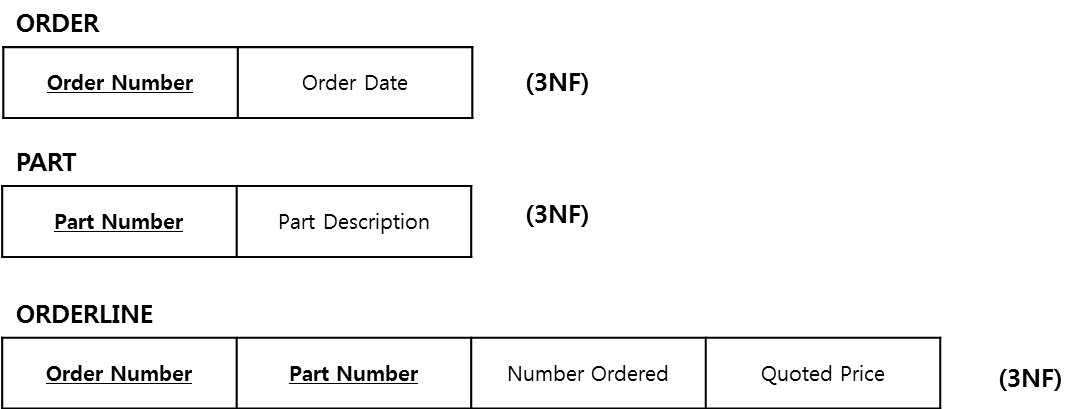 ORDER
Order Number Order Date (3NF)
PART
Part Number Part Description (3NF)
ORDERLINE
Order Number Part Number Number Ordered Quoted Price (3NF)